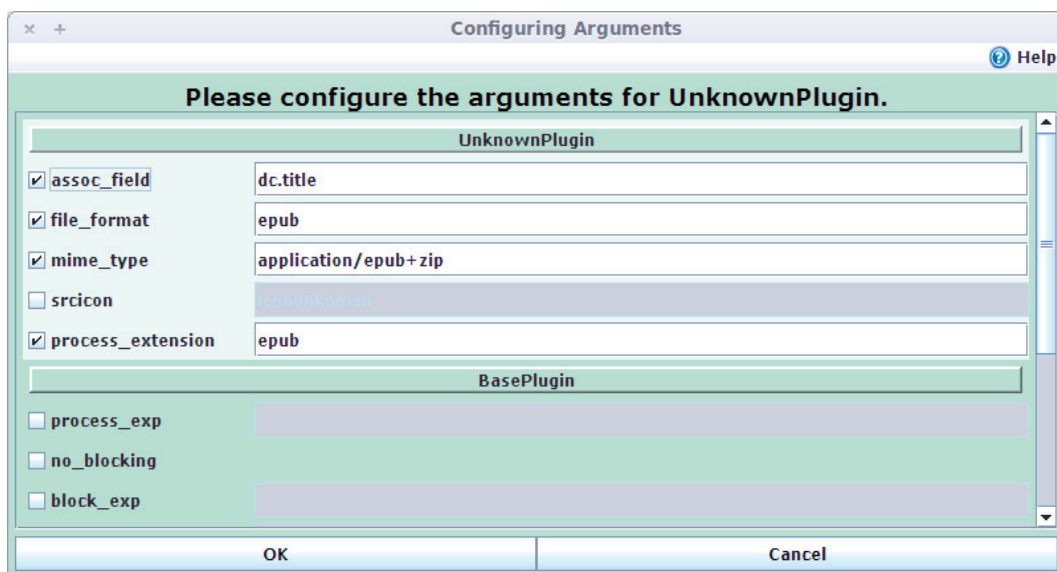 Configuring Arguments
Help
Please configure the arguments for UnknownPlugin.
UnknownPlugin
assoc_field dc.title
file_format epub
mime_type application/epub+zip
srcicon iconunknown
process_extension epub
BasePlugin
process_exp
no_blocking
block_exp
OK Cancel